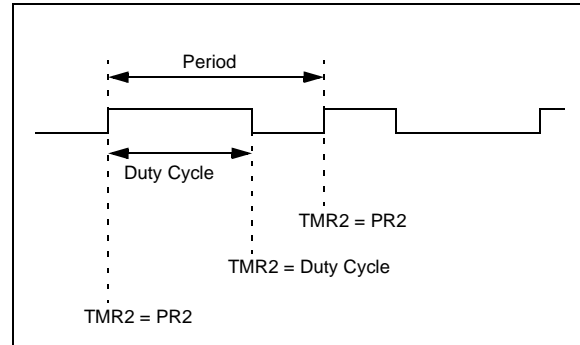 Period
Duty Cycle
TMR2 = PR2
TMR2 = Duty Cycle
TMR2 = PR2